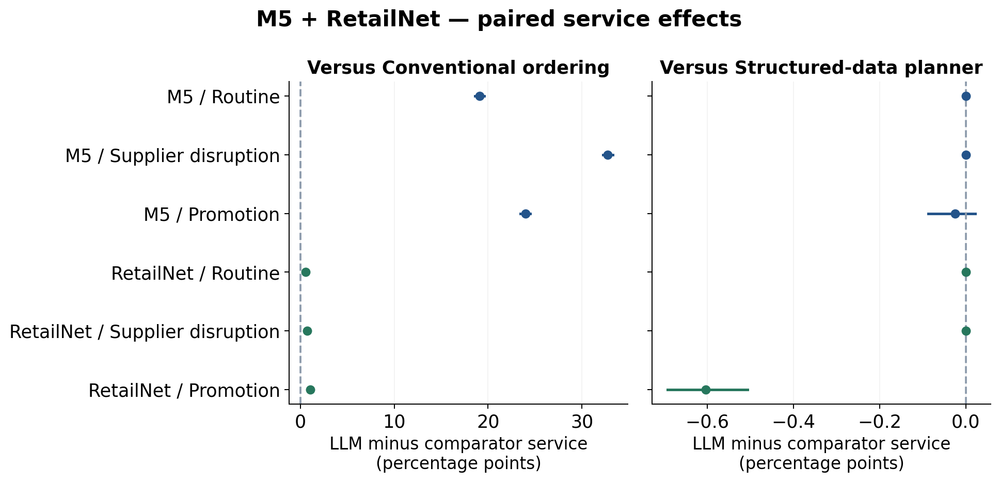 M5 + RetailNet — paired service effects
Versus Conventional ordering
Versus Structured-data planner
M5 / Routine
M5 / Supplier disruption
M5 / Promotion
RetailNet / Routine
RetailNet / Supplier disruption
RetailNet / Promotion
0 10 20 30
−0.6 −0.4 −0.2 0.0
LLM minus comparator service
(percentage points)
LLM minus comparator service
(percentage points)